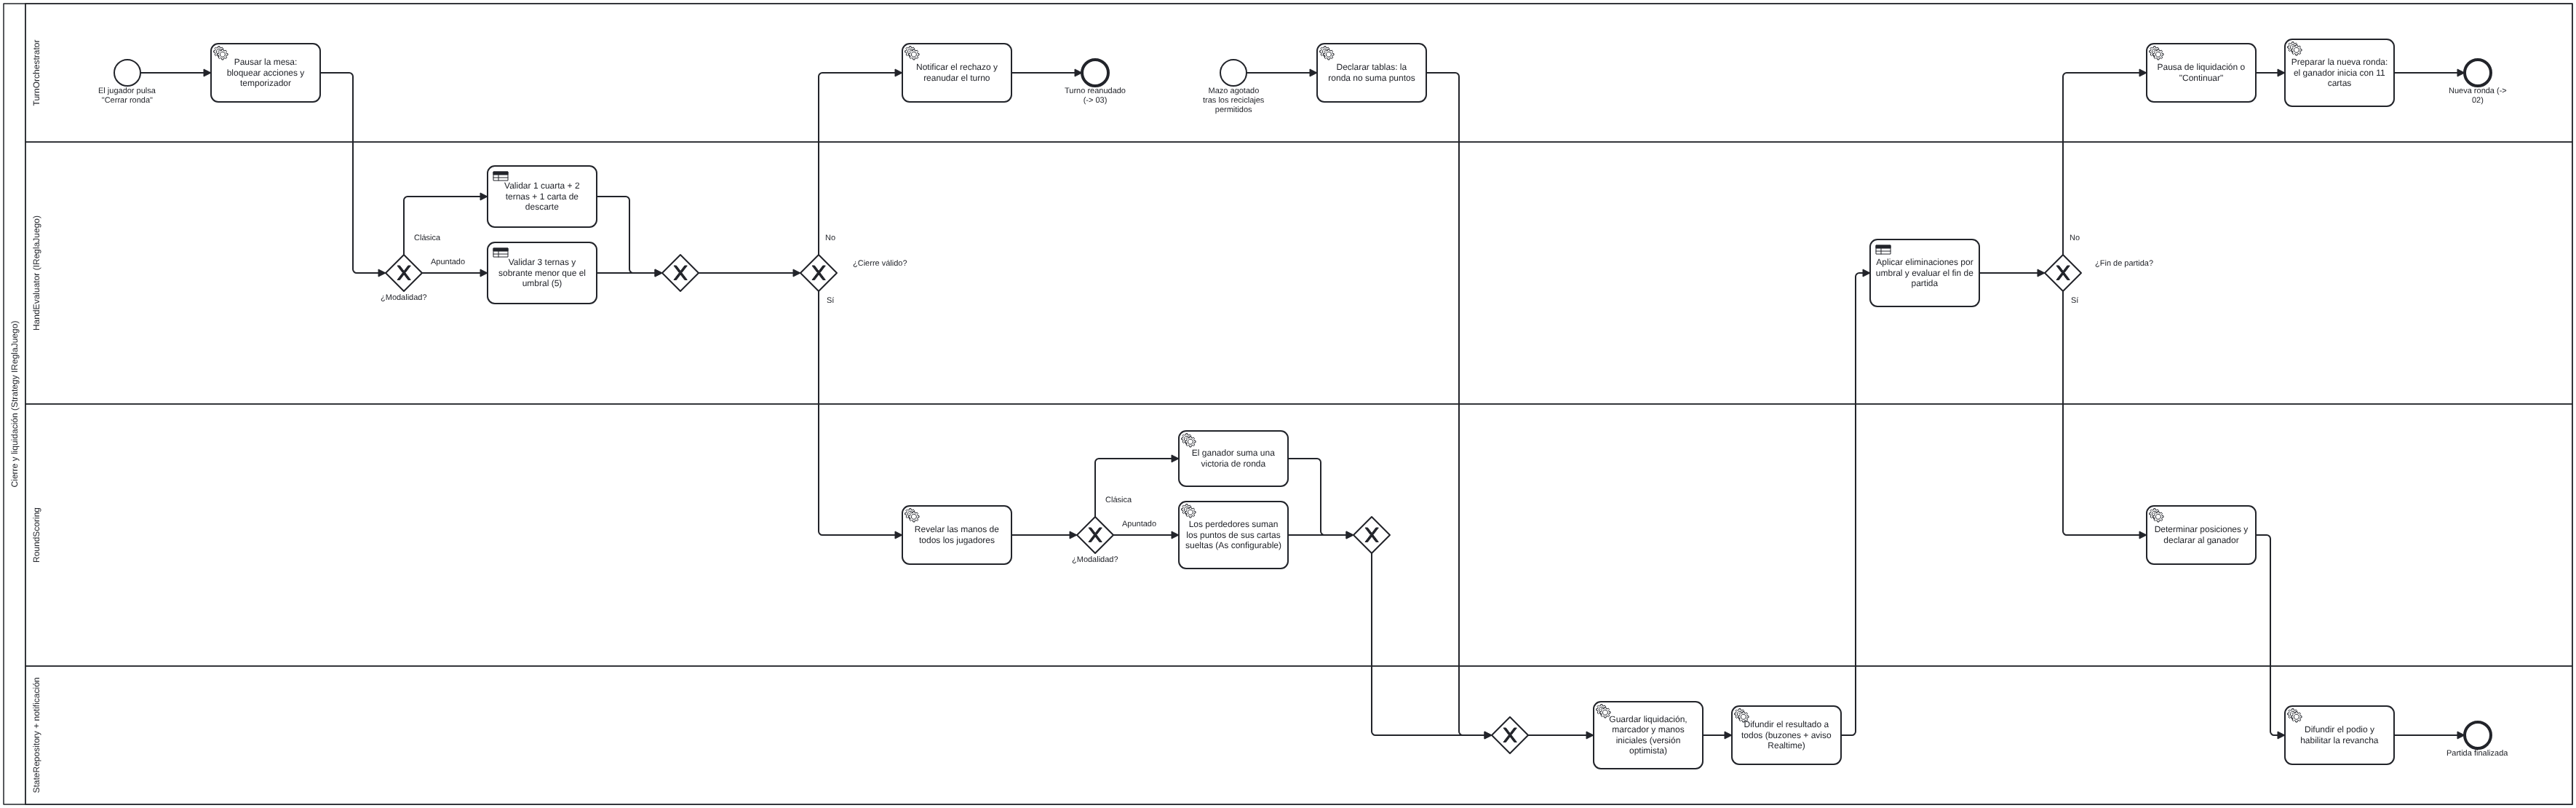 Cierre y liquidación (Strategy IReglaJuego)
TurnOrchestrator
El jugador pulsa
"Cerrar ronda"
Pausar la mesa:
bloquear acciones y
temporizador
Notificar el rechazo y
reanudar el turno
Turno reanudado
(-> 03)
Mazo agotado
tras los reciclajes
permitidos
Declarar tablas: la
ronda no suma puntos
Pausa de liquidación o
"Continuar"
Preparar la nueva ronda:
el ganador inicia con 11
cartas
Nueva ronda (->
02)
HandEvaluator (IReglaJuego)
¿Modalidad?
Clásica
Apuntado
Validar 1 cuarta + 2
ternas + 1 carta de
descarte
Validar 3 ternas y
sobrante menor que el
umbral (5)
No
¿Cierre válido?
Sí
Aplicar eliminaciones por
umbral y evaluar el fin de
partida
No
¿Fin de partida?
Sí
RoundScoring
Revelar las manos de
todos los jugadores
¿Modalidad?
Clásica
Apuntado
El ganador suma una
victoria de ronda
Los perdedores suman
los puntos de sus cartas
sueltas (As configurable)
Determinar posiciones y
declarar al ganador
StateRepository + notificación
Guardar liquidación,
marcador y manos
iniciales (versión
optimista)
Difundir el resultado a
todos (buzones + aviso
Realtime)
Difundir el podio y
habilitar la revancha
Partida finalizada